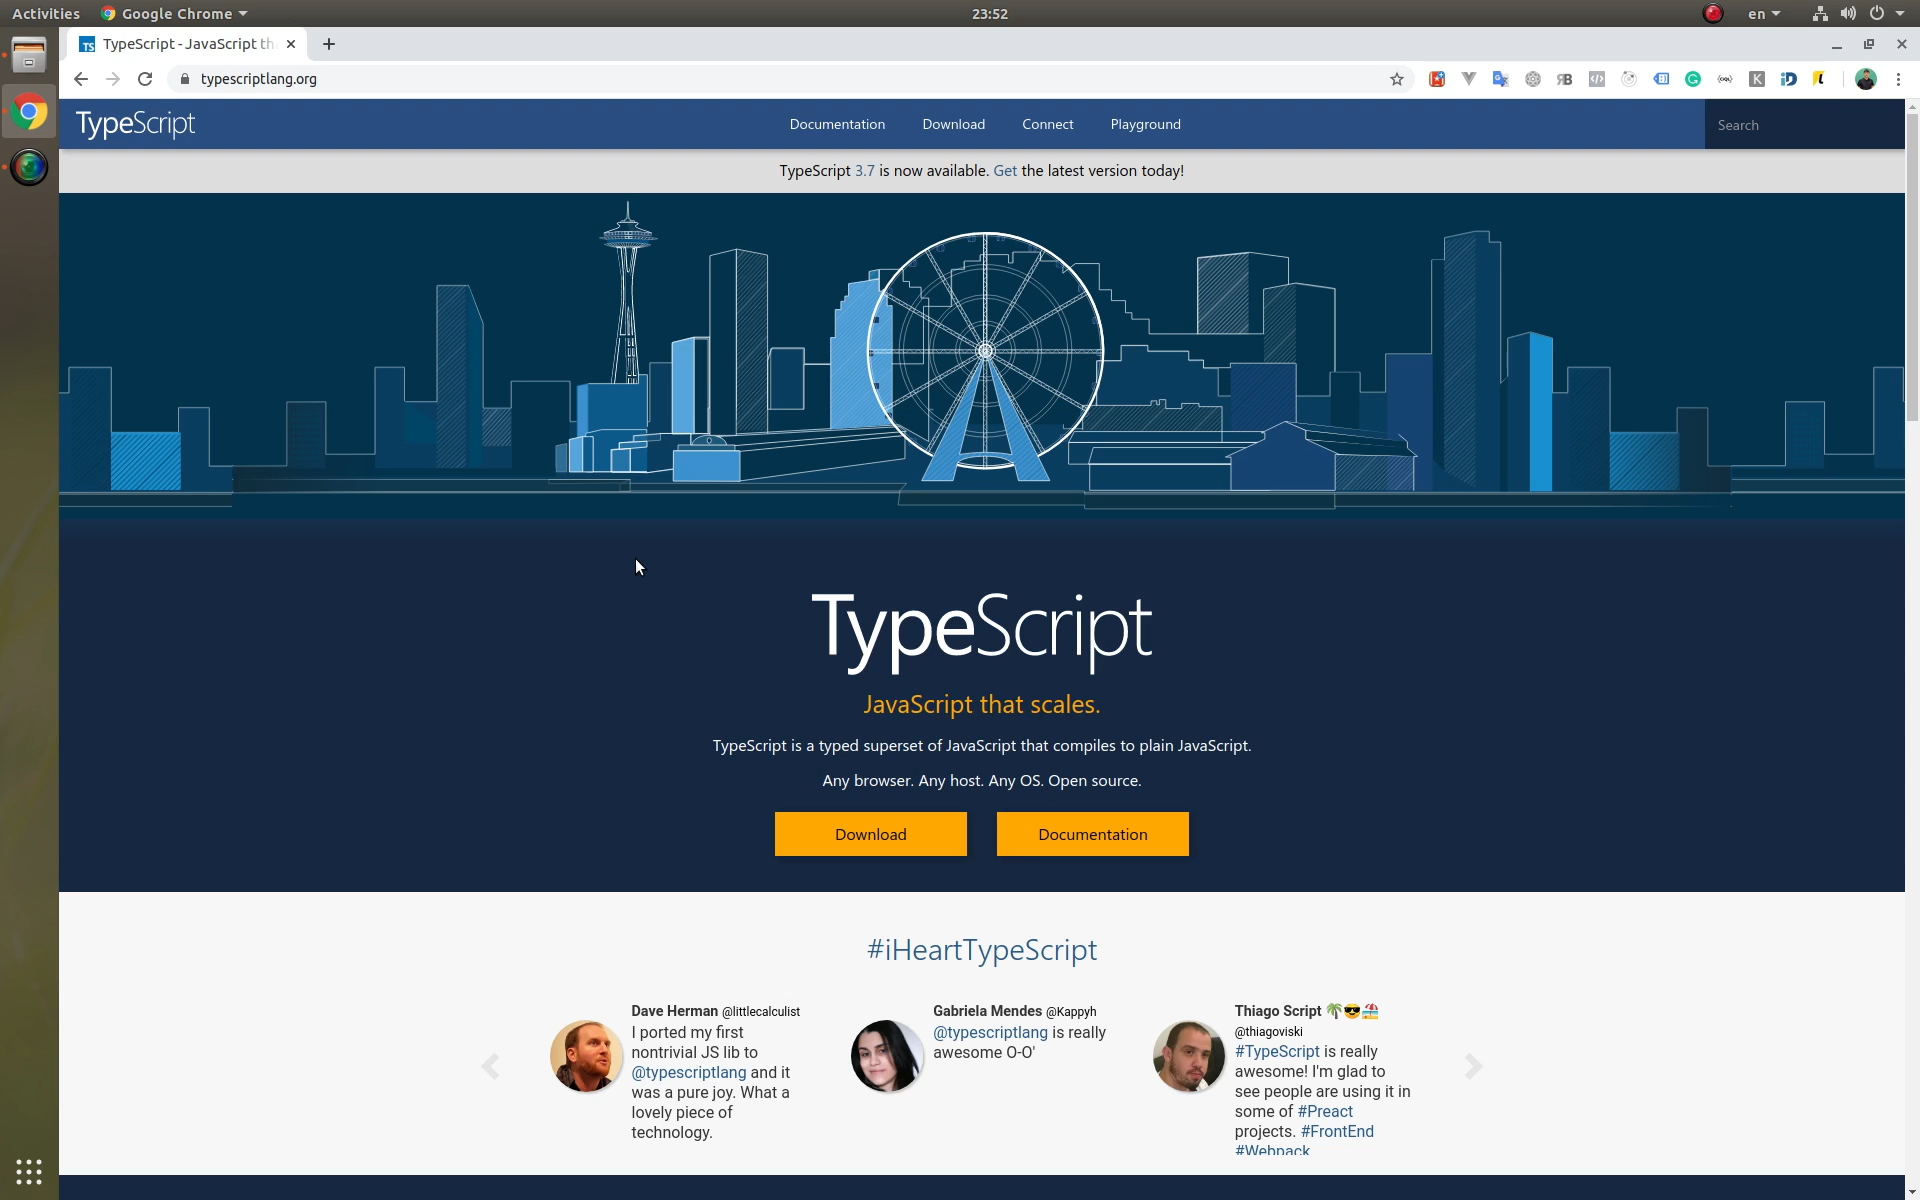 Activities
Google Chrome
23:52
en
TypeScript - JavaScript th
typescriptlang.org
TypeScript
Documentation
Download
Connect
Playground
Search
TypeScript 3.7 is now available. Get the latest version today!
TypeScript
JavaScript that scales.
TypeScript is a typed superset of JavaScript that compiles to plain JavaScript.
Any browser. Any host. Any OS. Open source.
Download
Documentation
#iHeartTypeScript
Dave Herman @littlecalculist
I ported my first
nontrivial JS lib to
@typescriptlang and it
was a pure joy. What a
lovely piece of
technology.
Gabriela Mendes @Kappyh
@typescriptlang is really
awesome O-O'
Thiago Script 🌴😎🏖
@thiagoviski
#TypeScript is really
awesome! I'm glad to
see people are using it in
some of #Preact
projects. #FrontEnd
#Webpack